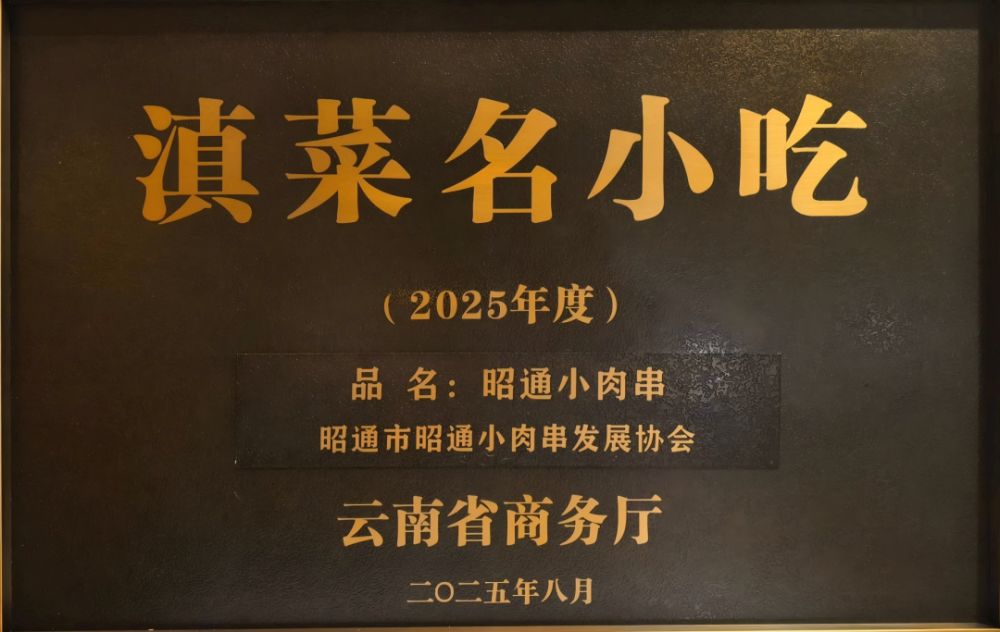 滇菜名小吃
（2025年度）
品 名：昭通小肉串
昭通市昭通小肉串发展协会
云南省商务厅
二〇二五年八月